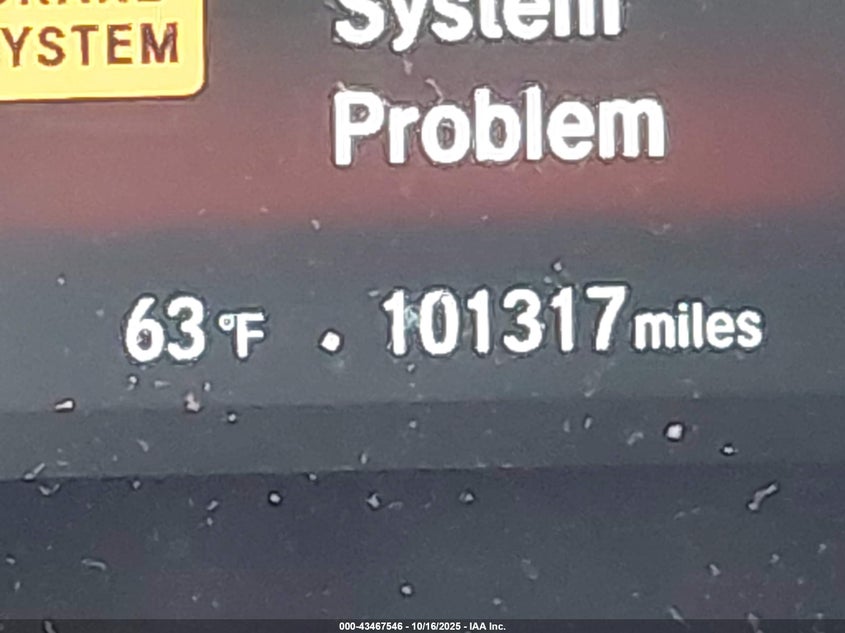 System
YSTEM
Problem
63°F • 101317 miles
000-43467546 - 10/16/2025 - IAA Inc.